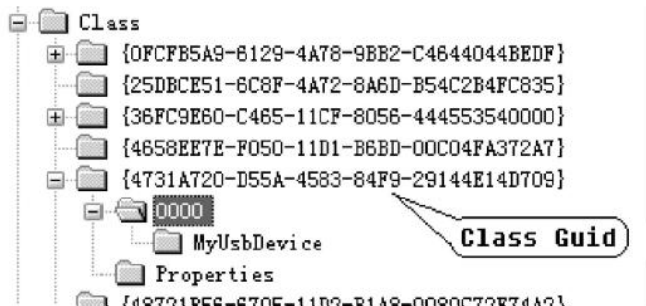 Class
{0FCFB5A9-6129-4A78-9BB2-C4644044BEDF}
{25DBCE51-6C8F-4A72-8A6D-B54C2B4FC835}
{36FC9E60-C465-11CF-8056-444553540000}
{4658EE7E-F050-11D1-B6BD-00C04FA372A7}
{4731A720-D55A-4583-84F9-29144E14D709}
0000
Class Guid
MyUsbDevice
Properties